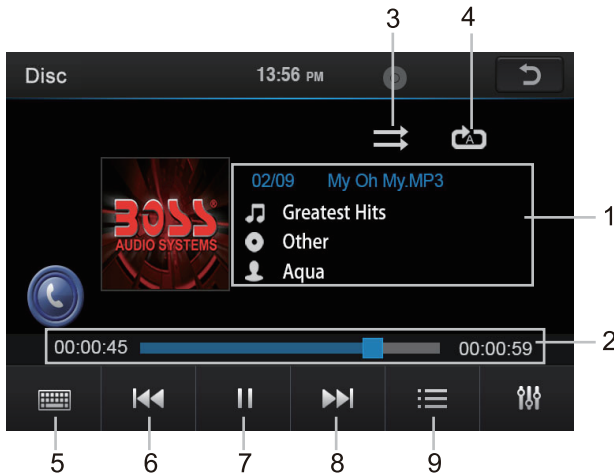 3 4
Disc 13:56 PM
A
02/09 My Oh My.MP3
BOSS
AUDIO SYSTEMS
Greatest Hits
Other
Aqua
1
00:00:45 00:00:59 2
5 6 7 8 9